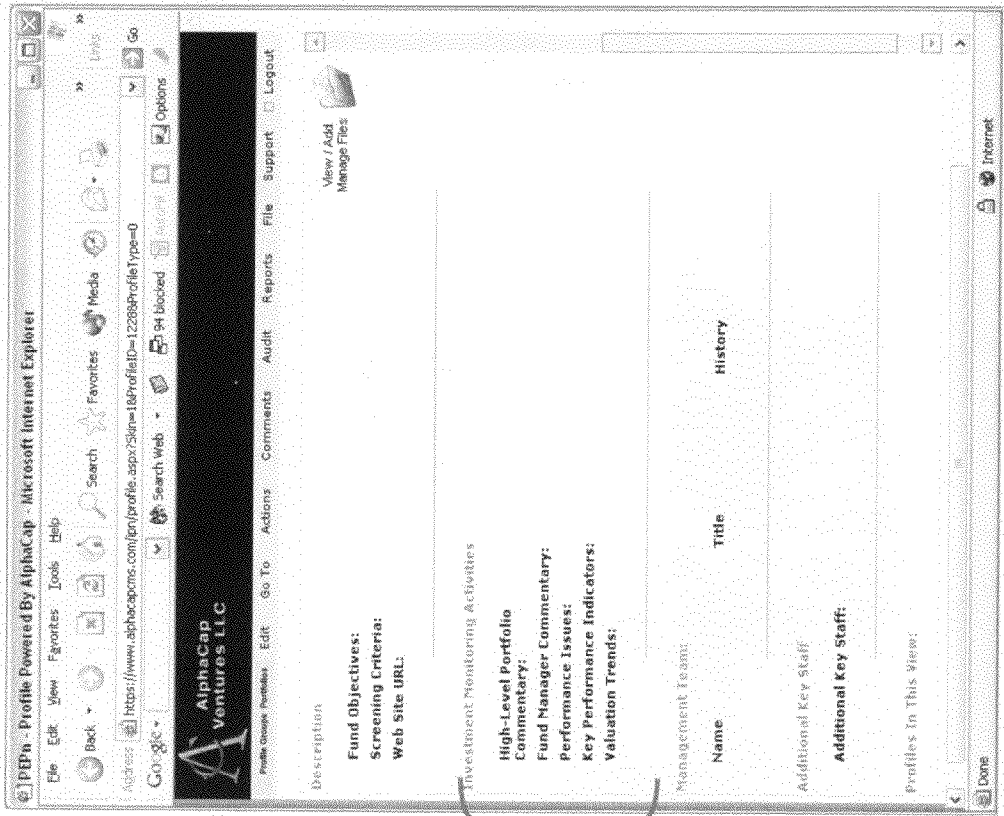 PEPn - Profile Powered By AlphaCap - Microsoft Internet Explorer
File Edit View Favorites Tools Help
Back Search Favorites Media
Address https://www.alphacapcms.com/ipn/profile.aspx?Skin=1&ProfileID=1228&ProfileType=0 Go Links
Google Search Web 94 blocked Options
AlphaCap
Ventures LLC
Profile Groups Portfolios Edit Go To Actions Comments Audit Reports File Support Logout
View / Add
Manage Files
Description
Fund Objectives:
Screening Criteria:
Web Site URL:
Investment Monitoring Activities
High-Level Portfolio
Commentary:
Fund Manager Commentary:
Performance Issues:
Key Performance Indicators:
Valuation Trends:
Management Team:
Name Title History
Additional Key Staff
Additional Key Staff:
Profiles In This View:
Done Internet